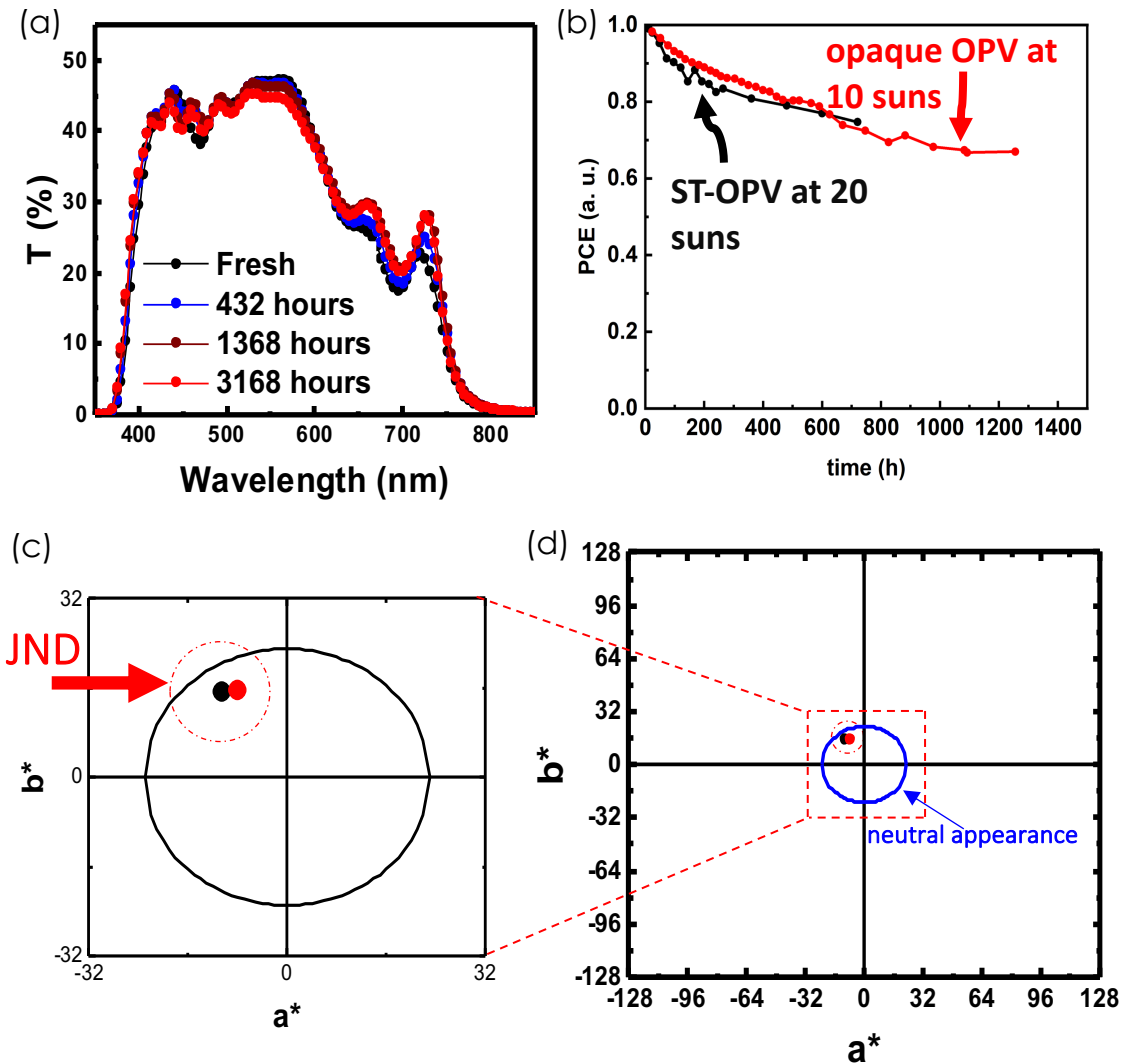 (a)
50
40
30
20
10
0
T (%)
Fresh
432 hours
1368 hours
3168 hours
400 500 600 700 800
Wavelength (nm)
(b)
1.0
0.8
0.6
0.4
0.2
0.0
PCE (a. u.)
opaque OPV at
10 suns
ST-OPV at 20
suns
0 200 400 600 800 1000 1200 1400
time (h)
(c)
32
0
-32
b*
JND
-32 0 32
a*
(d)
128
96
64
32
0
-32
-64
-96
-128
b*
neutral appearance
-128 -96 -64 -32 0 32 64 96 128
a*